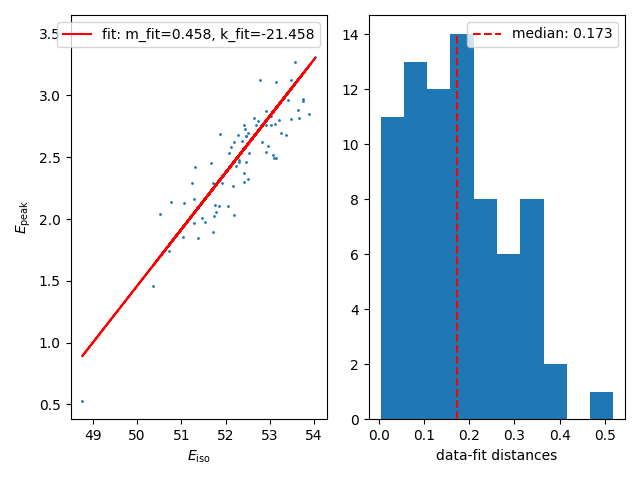 fit: m_fit=0.458, k_fit=-21.458
3.5
3.0
2.5
2.0
1.5
1.0
0.5
E_peak
49 50 51 52 53 54
E_iso
median: 0.173
14
12
10
8
6
4
2
0
0.0 0.1 0.2 0.3 0.4 0.5
data-fit distances